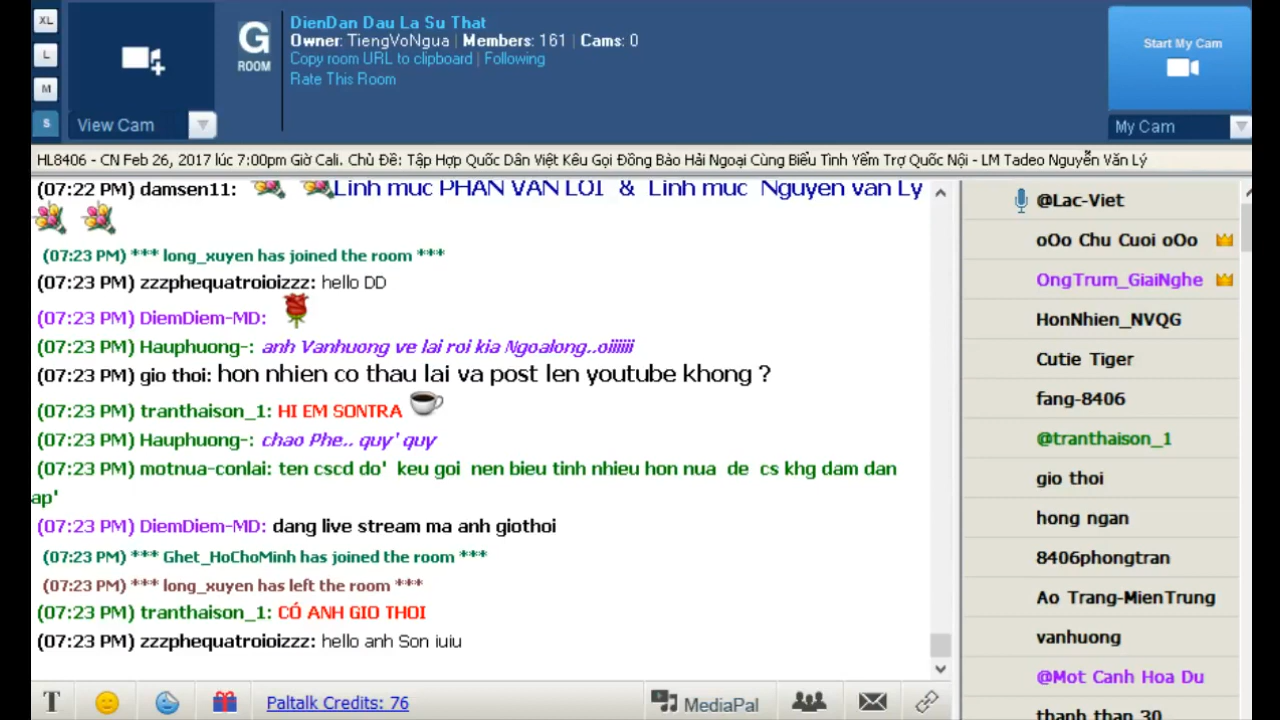 XL
L
M
S
View Cam
G
ROOM
DienDan Dau La Su That
Owner: TiengVoNgua | Members: 161 | Cams: 0
Copy room URL to clipboard | Following
Rate This Room
Start My Cam
My Cam
HL8406 - CN Feb 26, 2017 lúc 7:00pm Giờ Cali. Chủ Đề: Tập Hợp Quốc Dân Việt Kêu Gọi Đồng Bào Hải Ngoại Cùng Biểu Tình Yểm Trợ Quốc Nội - LM Tadeo Nguyễn Văn Lý
(07:22 PM) damsen11: Linh muc PHAN VAN LOI & Linh muc Nguyen van Ly
(07:23 PM) *** long_xuyen has joined the room ***
(07:23 PM) zzzphequatroioizzz: hello DD
(07:23 PM) DiemDiem-MD:
(07:23 PM) Hauphuong-: anh Vanhuong ve lai roi kia Ngoalong..oiiiiii
(07:23 PM) gio thoi: hon nhien co thau lai va post len youtube khong ?
(07:23 PM) tranthaison_1: HI EM SONTRA
(07:23 PM) Hauphuong-: chao Phe.. quy' quy
(07:23 PM) motnua-conlai: ten cscd do' keu goi nen bieu tinh nhieu hon nua de cs khg dam dan
ap'
(07:23 PM) DiemDiem-MD: dang live stream ma anh giothoi
(07:23 PM) *** Ghet_HoChoMinh has joined the room ***
(07:23 PM) *** long_xuyen has left the room ***
(07:23 PM) tranthaison_1: CÓ ANH GIO THOI
(07:23 PM) zzzphequatroioizzz: hello anh Son iuiu
@Lac-Viet
oOo Chu Cuoi oOo
OngTrum_GiaiNghe
HonNhien_NVQG
Cutie Tiger
fang-8406
@tranthaison_1
gio thoi
hong ngan
8406phongtran
Ao Trang-MienTrung
vanhuong
@Mot Canh Hoa Du
thanh than 30
T
Paltalk Credits: 76
MediaPal